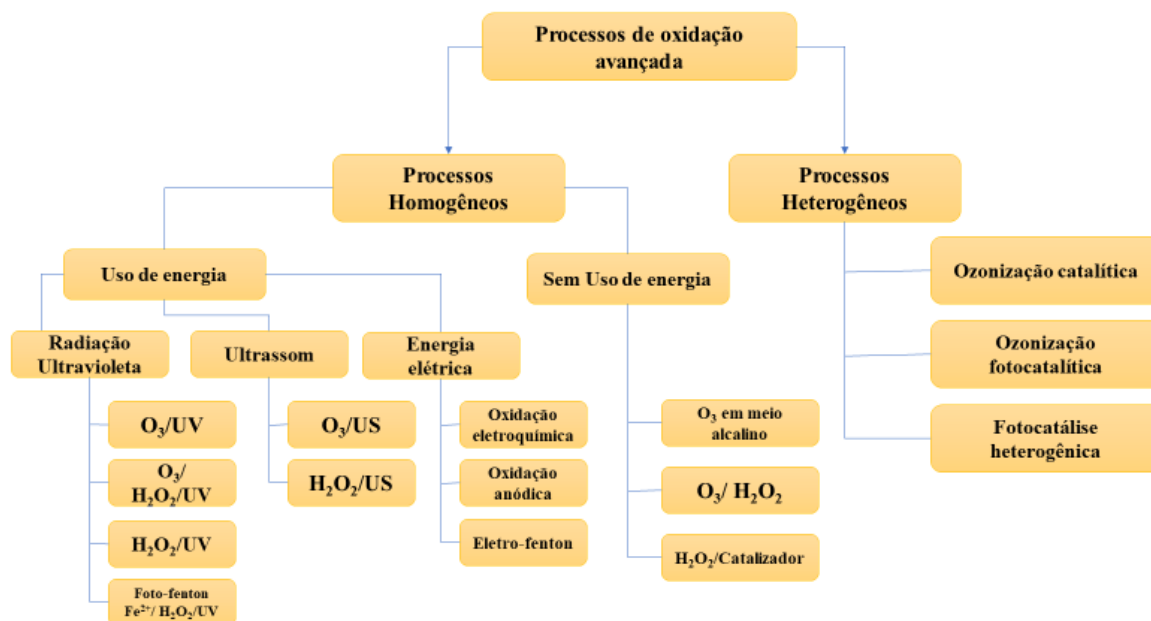 Processos de oxidação
avançada
Processos
Homogêneos
Processos
Heterogêneos
Uso de energia
Sem Uso de energia
Ozonização catalítica
Radiação
Ultravioleta
Ultrassom
Energia
elétrica
Ozonização
fotocatalítica
O₃/UV
O₃/US
Oxidação
eletroquímica
O₃ em meio
alcalino
Fotocatálise
heterogênica
O₃/
H₂O₂/UV
H₂O₂/US
Oxidação
anódica
O₃/ H₂O₂
H₂O₂/UV
Eletro-fenton
H₂O₂/Catalizador
Foto-fenton
Fe²⁺/ H₂O₂/UV